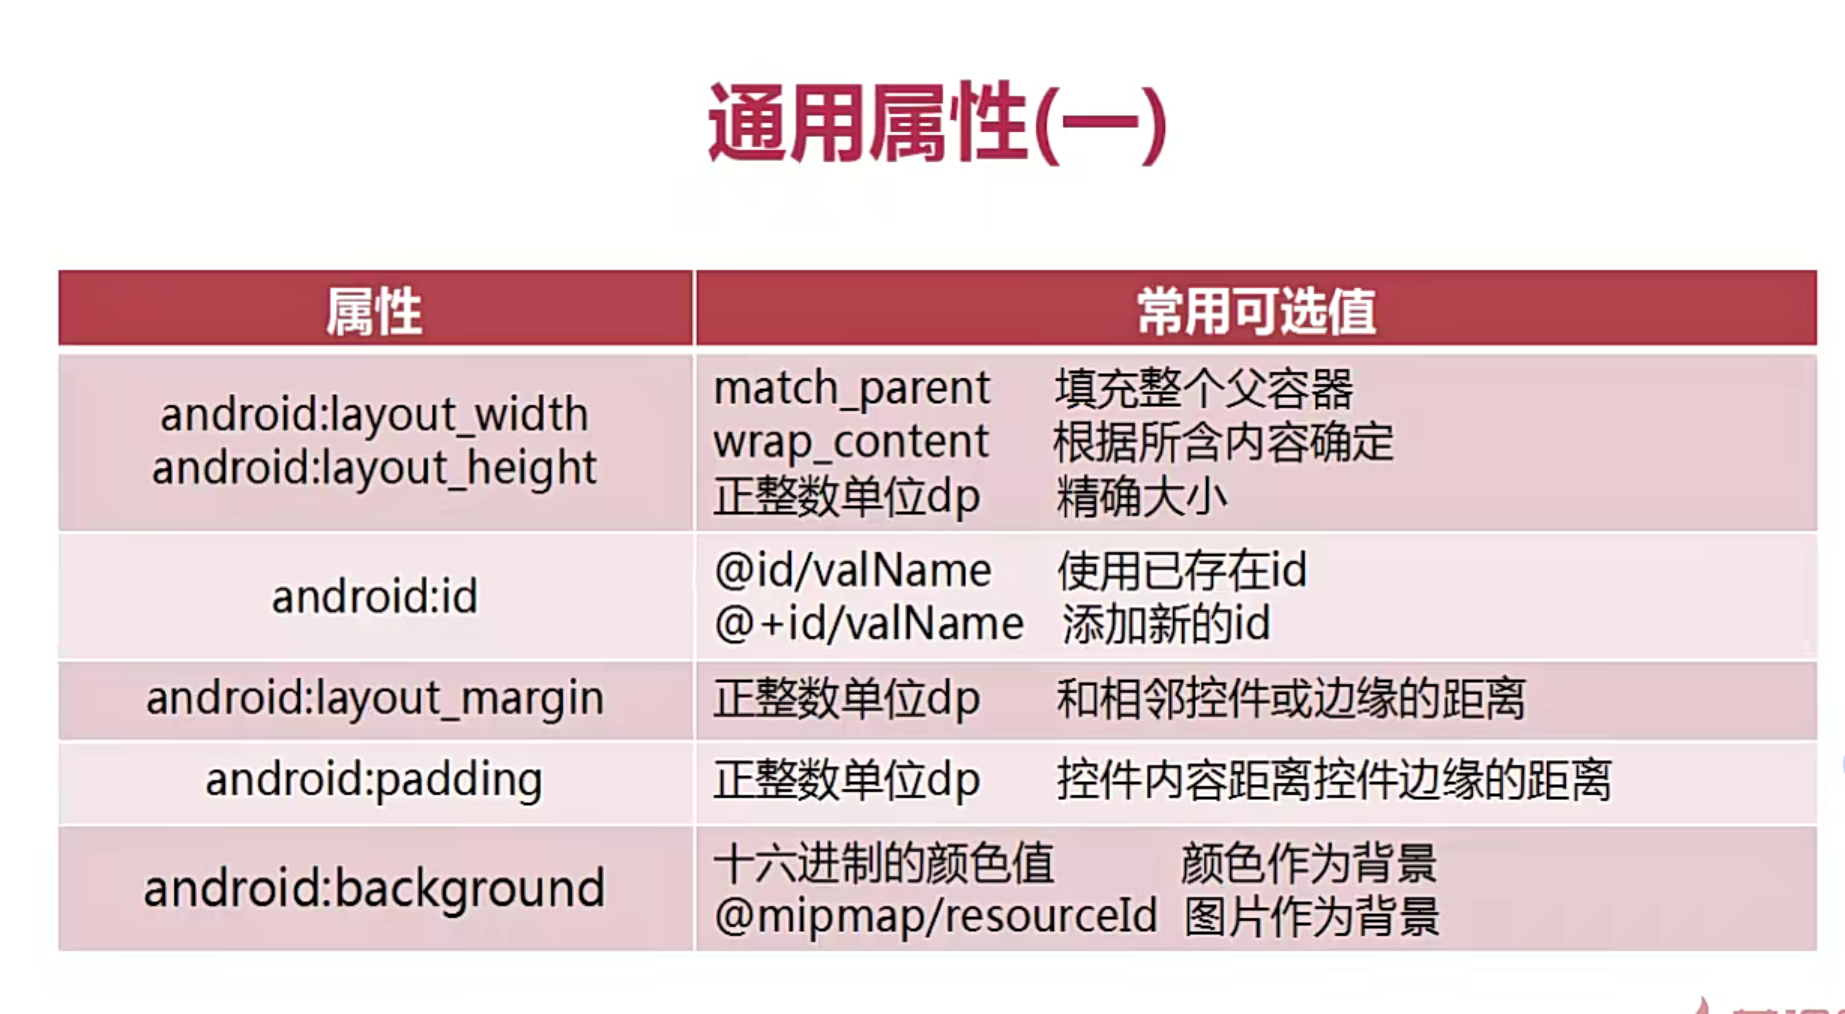 通用属性(一)
属性 常用可选值
android:layout_width
android:layout_height
match_parent 填充整个父容器
wrap_content 根据所含内容确定
正整数单位dp 精确大小
android:id
@id/valName 使用已存在id
@+id/valName 添加新的id
android:layout_margin 正整数单位dp 和相邻控件或边缘的距离
android:padding 正整数单位dp 控件内容距离控件边缘的距离
android:background
十六进制的颜色值 颜色作为背景
@mipmap/resourceId 图片作为背景